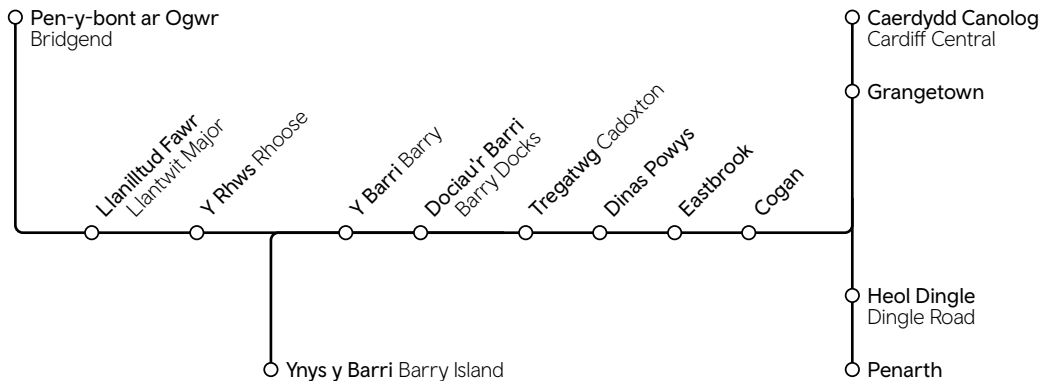 Pen-y-bont ar Ogwr
Bridgend
Caerdydd Canolog
Cardiff Central
Grangetown
Llanilltud Fawr
Llantwit Major
Y Rhws Rhoose
Y Barri Barry
Dociau'r Barri
Barry Docks
Tregatwg Cadoxton
Dinas Powys
Eastbrook
Cogan
Heol Dingle
Dingle Road
Ynys y Barri Barry Island
Penarth